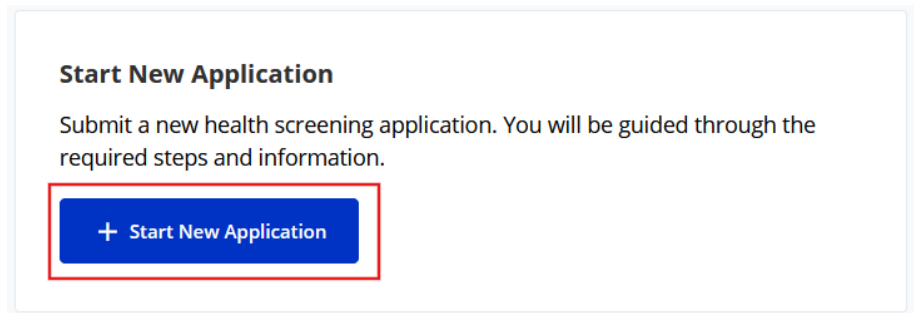 Start New Application
Submit a new health screening application. You will be guided through the
required steps and information.
+ Start New Application